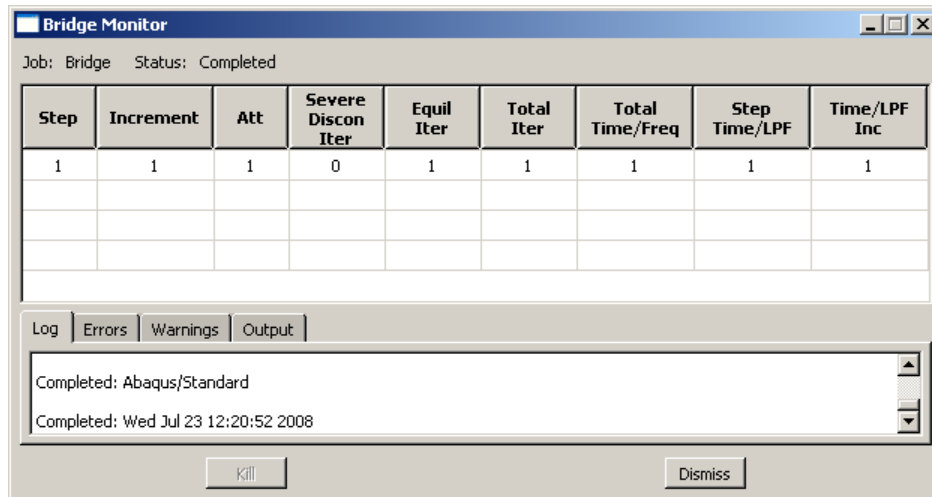 Bridge Monitor
Job: Bridge Status: Completed
Step Increment Att Severe Discon Iter Equil Iter Total Iter Total Time/Freq Step Time/LPF Time/LPF Inc
1 1 1 0 1 1 1 1 1
Log Errors Warnings Output
Completed: Abaqus/Standard
Completed: Wed Jul 23 12:20:52 2008
Kill Dismiss